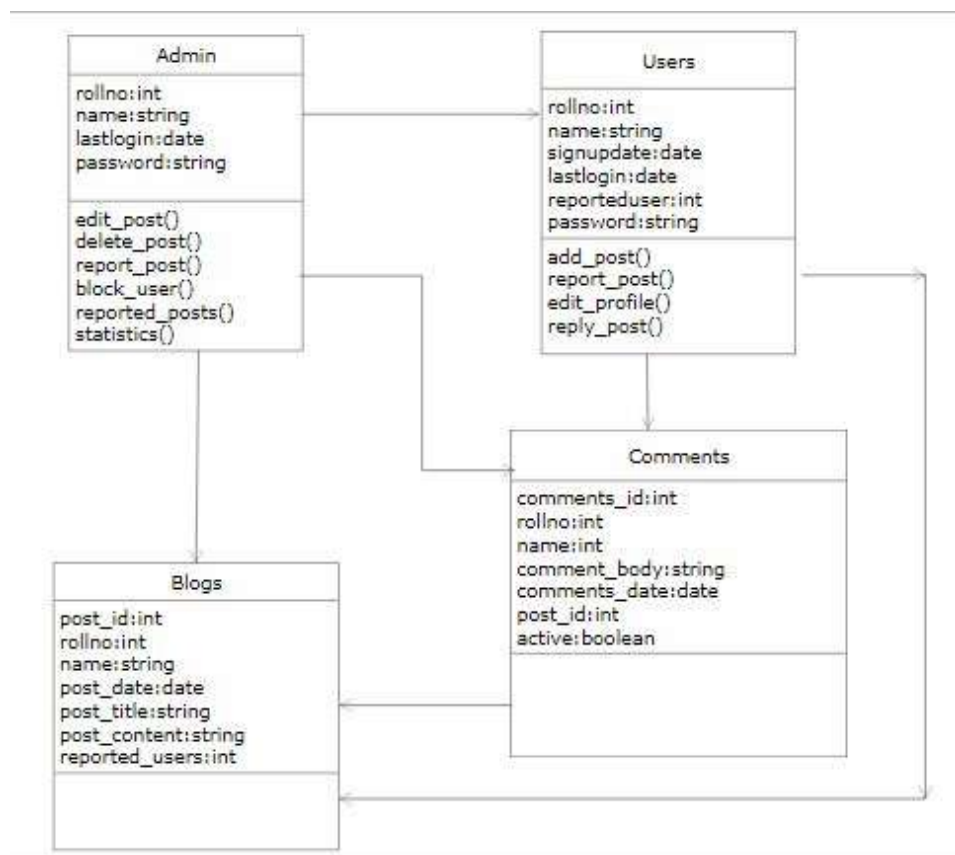 Admin
rollno:int
name:string
lastlogin:date
password:string
edit_post()
delete_post()
report_post()
block_user()
reported_posts()
statistics()
Users
rollno:int
name:string
signupdate:date
lastlogin:date
reporteduser:int
password:string
add_post()
report_post()
edit_profile()
reply_post()
Comments
comments_id:int
rollno:int
name:int
comment_body:string
comments_date:date
post_id:int
active:boolean
Blogs
post_id:int
rollno:int
name:string
post_date:date
post_title:string
post_content:string
reported_users:int